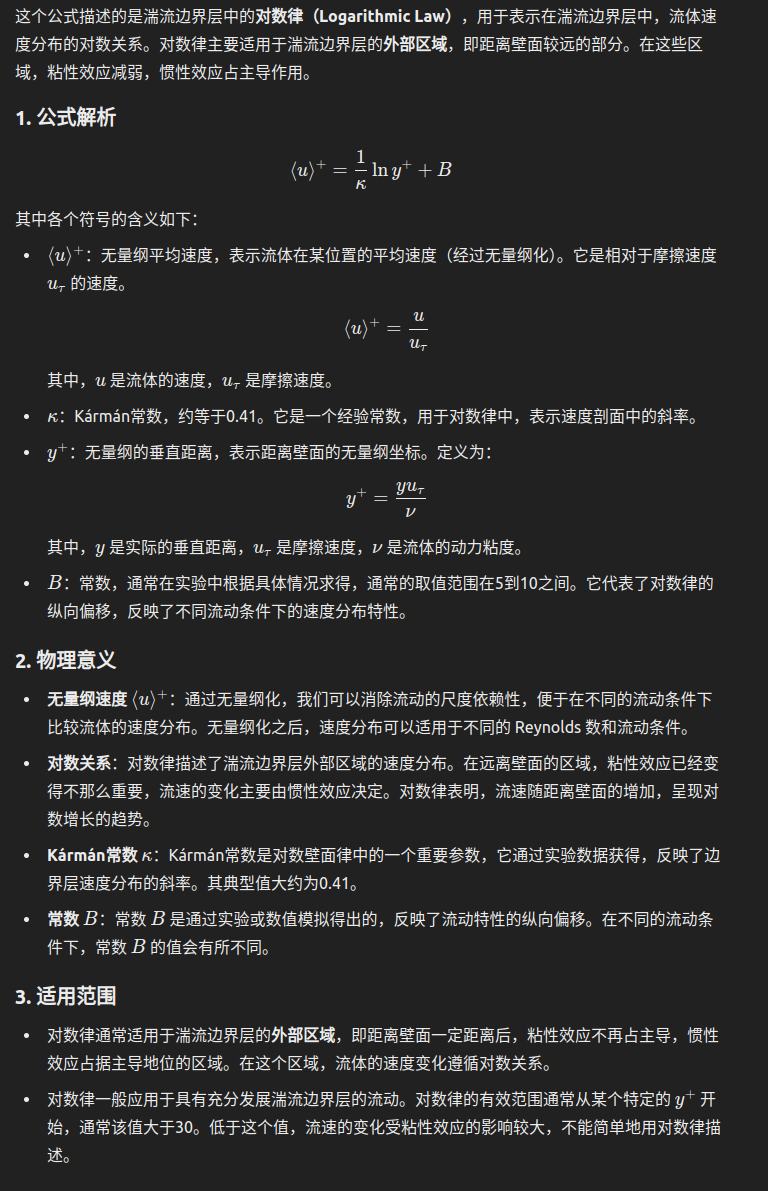 这个公式描述的是湍流边界层中的对数律（Logarithmic Law），用于表示在湍流边界层中，流体速
度分布的对数关系。对数律主要适用于湍流边界层的外部区域，即距离壁面较远的部分。在这些区
域，粘性效应减弱，惯性效应占主导作用。
1. 公式解析
⟨u⟩⁺ = 1/κ ln y⁺ + B
其中各个符号的含义如下：
• ⟨u⟩⁺：无量纲平均速度，表示流体在某位置的平均速度（经过无量纲化）。它是相对于摩擦速度
u_τ 的速度。
⟨u⟩⁺ = u/u_τ
其中，u 是流体的速度，u_τ 是摩擦速度。
• κ：Kármán常数，约等于0.41。它是一个经验常数，用于对数律中，表示速度剖面中的斜率。
• y⁺：无量纲的垂直距离，表示距离壁面的无量纲坐标。定义为：
y⁺ = yu_τ/ν
其中，y 是实际的垂直距离，u_τ 是摩擦速度，ν 是流体的动力粘度。
• B：常数，通常在实验中根据具体情况求得，通常的取值范围在5到10之间。它代表了对数律的
纵向偏移，反映了不同流动条件下的速度分布特性。
2. 物理意义
• 无量纲速度 ⟨u⟩⁺：通过无量纲化，我们可以消除流动的尺度依赖性，便于在不同的流动条件下
比较流体的速度分布。无量纲化之后，速度分布可以适用于不同的 Reynolds 数和流动条件。
• 对数关系：对数律描述了湍流边界层外部区域的速度分布。在远离壁面的区域，粘性效应已经变
得不那么重要，流速的变化主要由惯性效应决定。对数律表明，流速随距离壁面的增加，呈现对
数增长的趋势。
• Kármán常数 κ：Kármán常数是对数壁面律中的一个重要参数，它通过实验数据获得，反映了边
界层速度分布的斜率。其典型值大约为0.41。
• 常数 B：常数 B 是通过实验或数值模拟得出的，反映了流动特性的纵向偏移。在不同的流动条
件下，常数 B 的值会有所不同。
3. 适用范围
• 对数律通常适用于湍流边界层的外部区域，即距离壁面一定距离后，粘性效应不再占主导，惯性
效应占据主导地位的区域。在这个区域，流体的速度变化遵循对数关系。
• 对数律一般应用于具有充分发展湍流边界层的流动。对数律的有效范围通常从某个特定的 y⁺ 开
始，通常该值大于30。低于这个值，流速的变化受粘性效应的影响较大，不能简单地用对数律描
述。